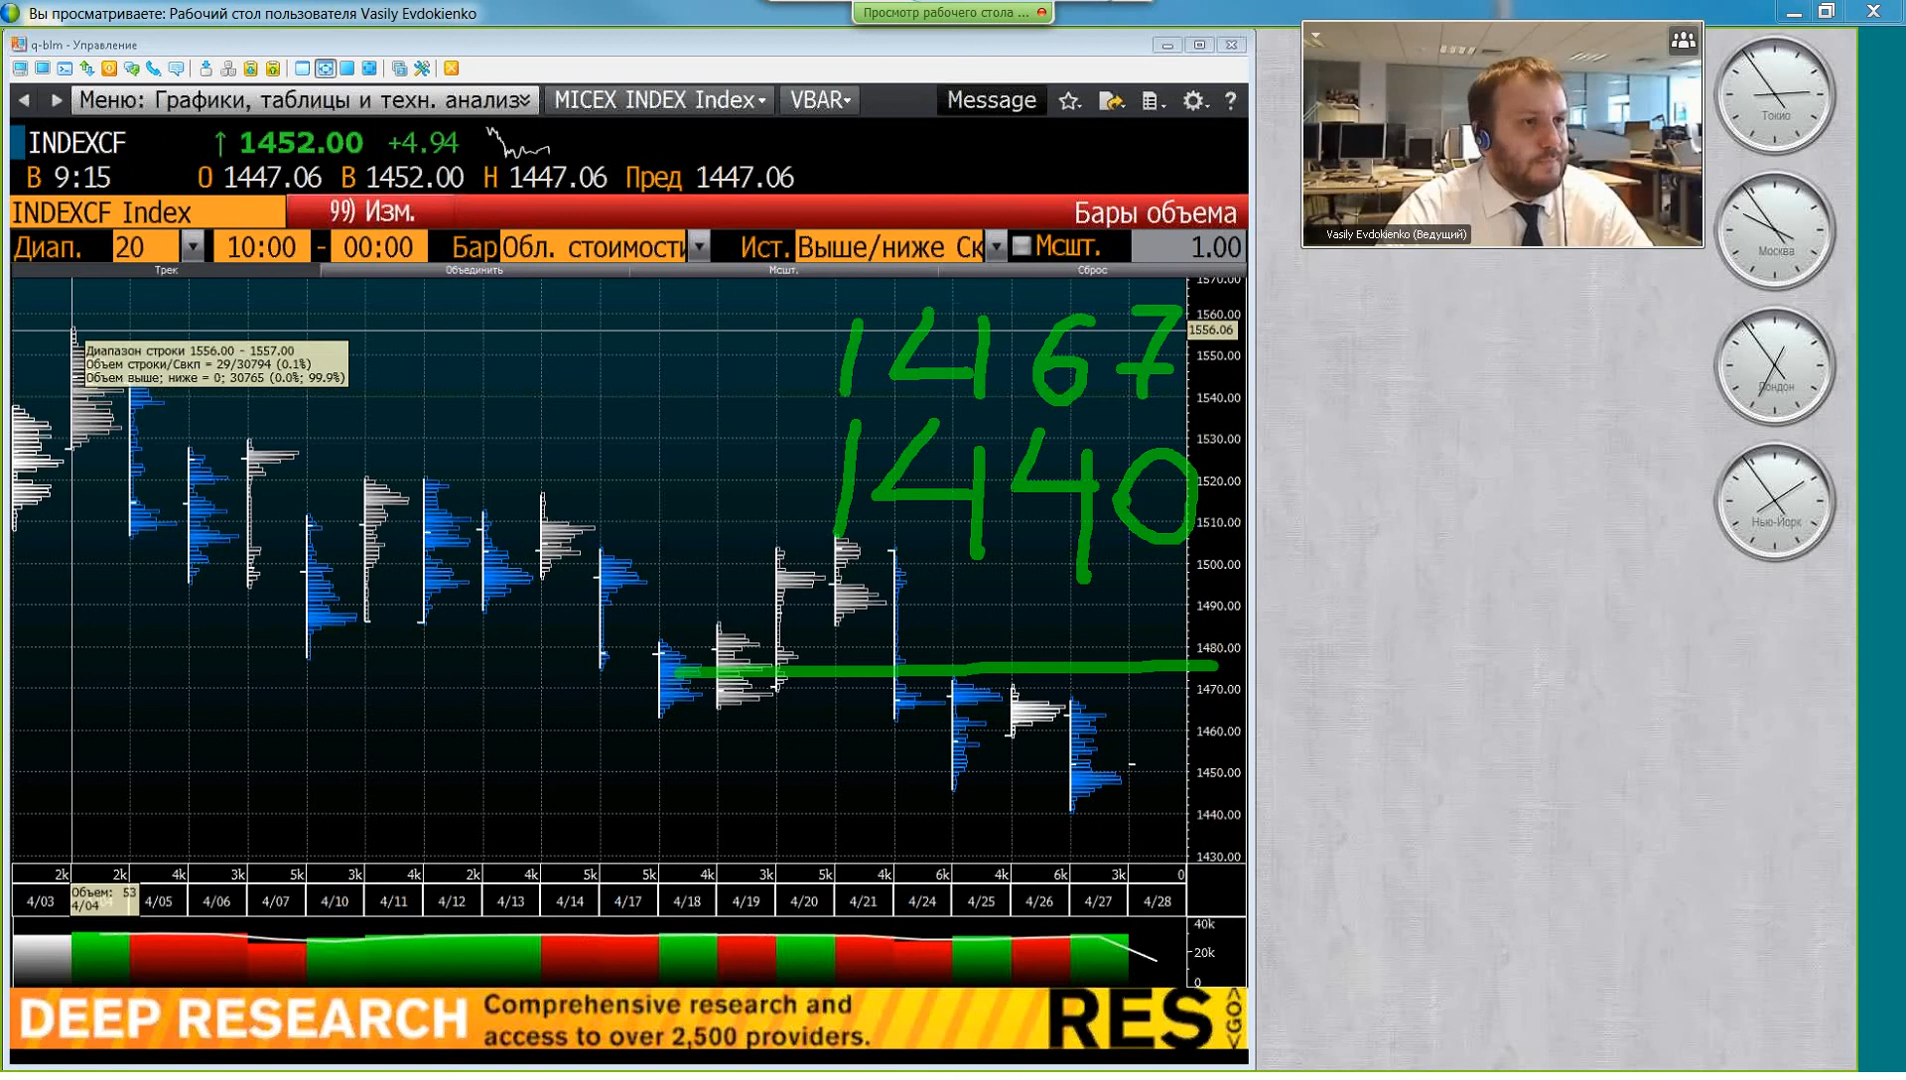 Вы просматриваете: Рабочий стол пользователя Vasily Evdokienko
Просмотр рабочего стола ...
q-blm - Управление
Меню: Графики, таблицы и техн. анализ
MICEX INDEX Index
VBAR
Message
?
INDEXCF
↑ 1452.00 +4.94
В 9:15 О 1447.06 В 1452.00 Н 1447.06 Пред 1447.06
INDEXCF Index
99) Изм.
Бары объема
Диап. 20 10:00 - 00:00 Бар Обл. стоимості Ист. Выше/ниже Ск Мсшт. 1.00
Трек Объединить Мсшт. Сброс
1570.00
1560.00
1556.06
1550.00
1540.00
1530.00
1520.00
1510.00
1500.00
1490.00
1480.00
1470.00
1460.00
1450.00
1440.00
1430.00
Диапазон строки 1556.00 - 1557.00
Объем строки/Свкп = 29/30794 (0.1%)
Объем выше; ниже = 0; 30765 (0.0%; 99.9%)
1467
1440
2k 2k 4k 3k 5k 4k 2k 4k 5k 5k 4k 3k 5k 4k 6k 4k 6k 3k 0
Объем: 53
4/04
4/03 4/05 4/06 4/07 4/10 4/11 4/12 4/13 4/14 4/17 4/18 4/19 4/20 4/21 4/24 4/25 4/26 4/27 4/28
40k
20k
0
DEEP RESEARCH
Comprehensive research and
access to over 2,500 providers.
RES <GO>
Vasily Evdokienko (Ведущий)
Токио
Москва
Лондон
Нью-Йорк